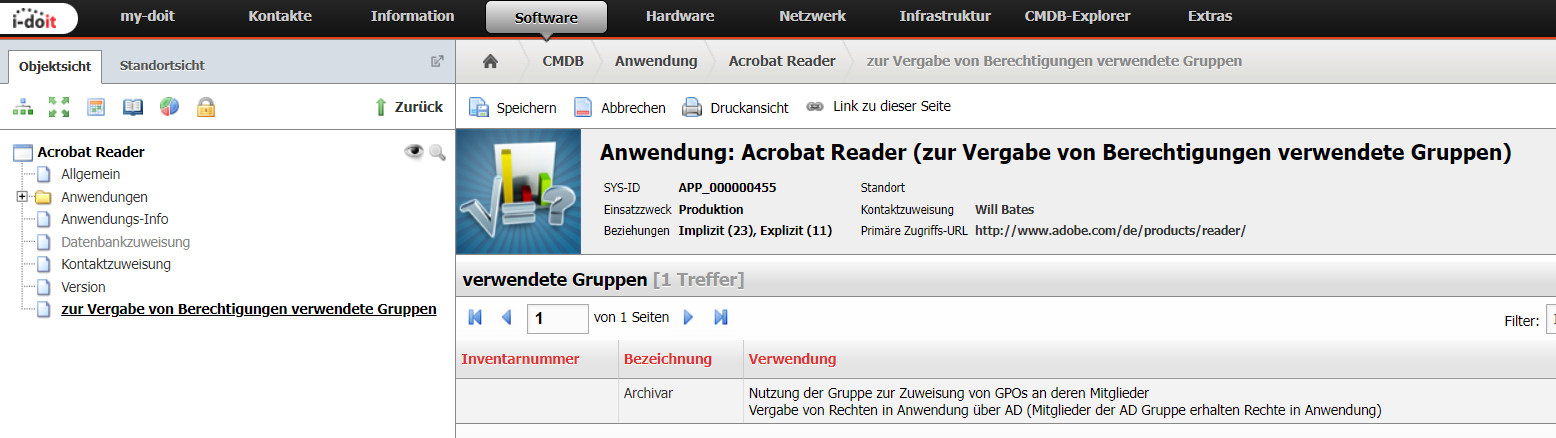 i-doit
my-doit Kontakte Information Software Hardware Netzwerk Infrastruktur CMDB-Explorer Extras
Objektsicht Standortsicht
CMDB Anwendung Acrobat Reader zur Vergabe von Berechtigungen verwendete Gruppen
Zurück
Speichern Abbrechen Druckansicht Link zu dieser Seite
Acrobat Reader
Allgemein
Anwendungen
Anwendungs-Info
Datenbankzuweisung
Kontaktzuweisung
Version
zur Vergabe von Berechtigungen verwendete Gruppen
Anwendung: Acrobat Reader (zur Vergabe von Berechtigungen verwendete Gruppen)
SYS-ID APP_000000455 Standort
Einsatzzweck Produktion Kontaktzuweisung Will Bates
Beziehungen Implizit (23), Explizit (11) Primäre Zugriffs-URL http://www.adobe.com/de/products/reader/
verwendete Gruppen [1 Treffer]
1 von 1 Seiten
Filter:
Inventarnummer Bezeichnung Verwendung
Archivar Nutzung der Gruppe zur Zuweisung von GPOs an deren Mitglieder
Vergabe von Rechten in Anwendung über AD (Mitglieder der AD Gruppe erhalten Rechte in Anwendung)